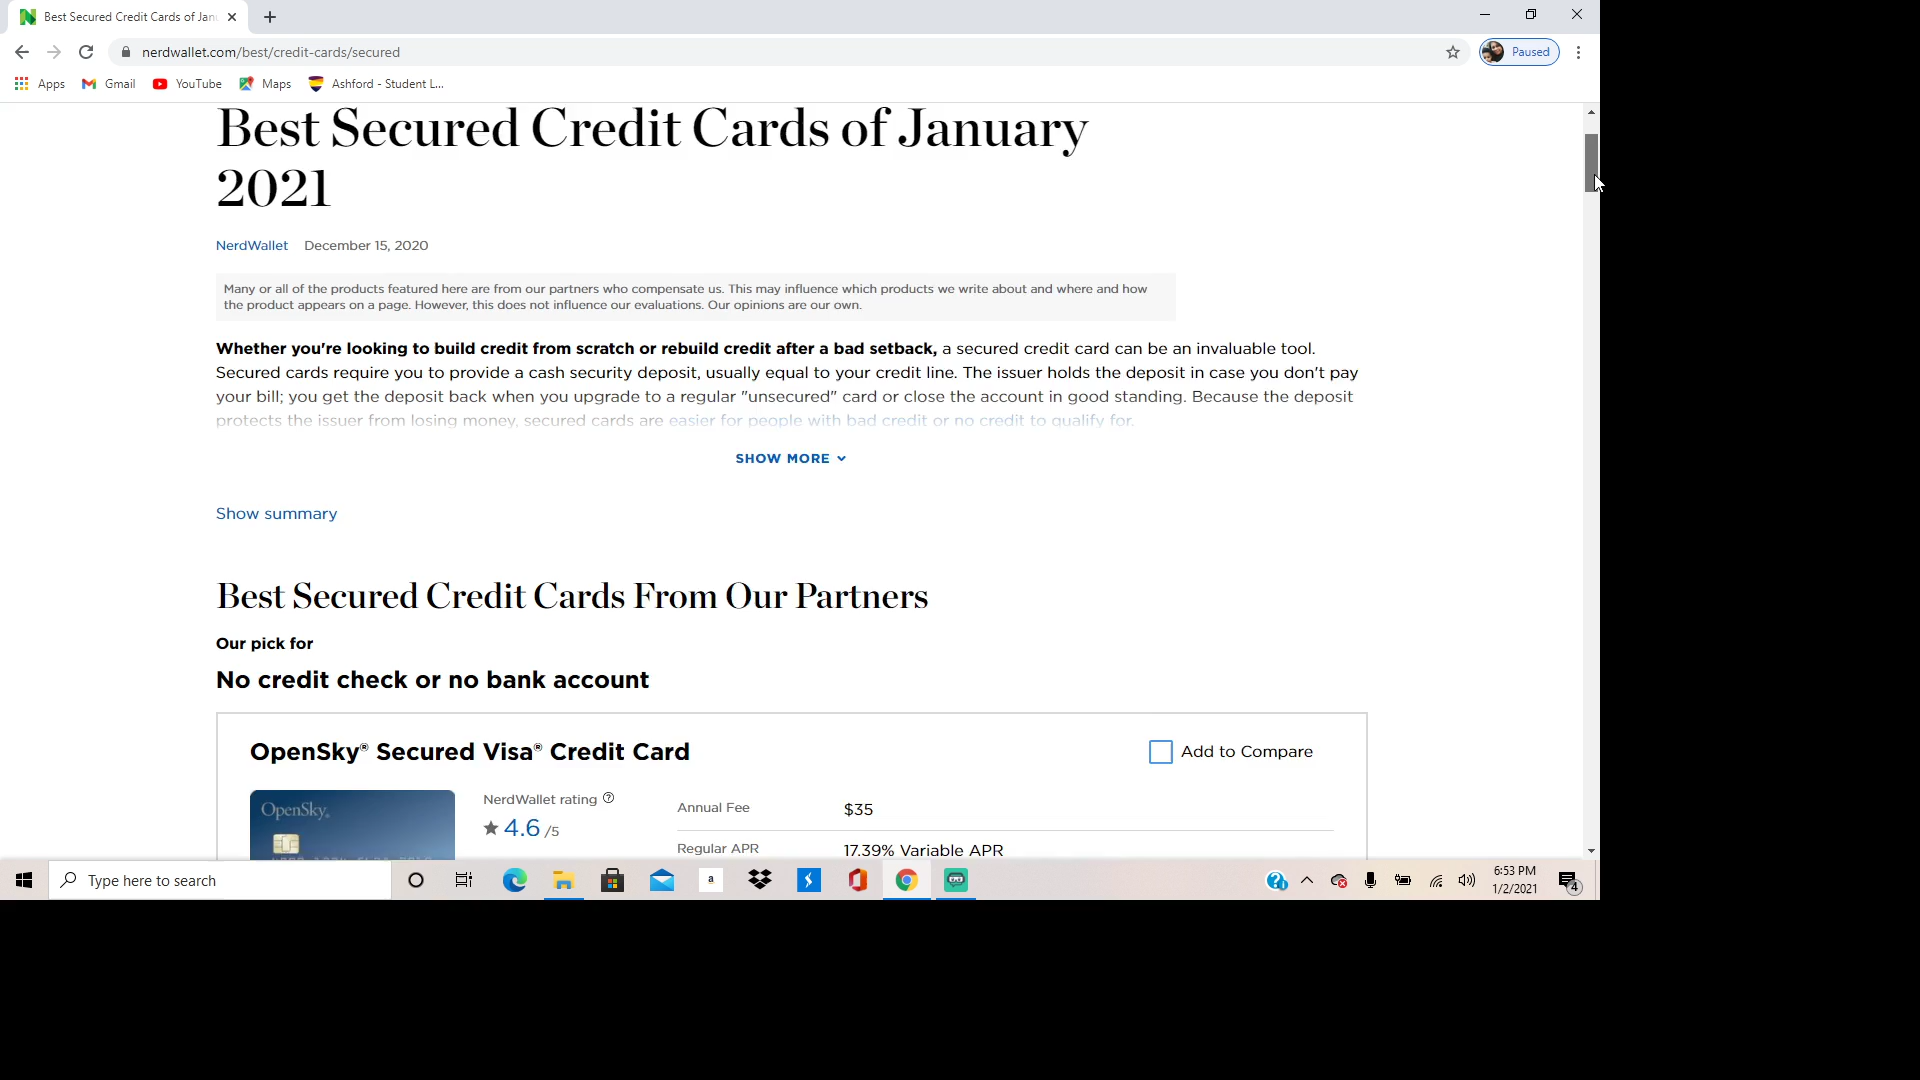 Best Secured Credit Cards of Jan
nerdwallet.com/best/credit-cards/secured
Paused
Apps Gmail YouTube Maps Ashford - Student L...
Best Secured Credit Cards of January
2021
NerdWallet December 15, 2020
Many or all of the products featured here are from our partners who compensate us. This may influence which products we write about and where and how
the product appears on a page. However, this does not influence our evaluations. Our opinions are our own.
Whether you're looking to build credit from scratch or rebuild credit after a bad setback, a secured credit card can be an invaluable tool.
Secured cards require you to provide a cash security deposit, usually equal to your credit line. The issuer holds the deposit in case you don't pay
your bill; you get the deposit back when you upgrade to a regular "unsecured" card or close the account in good standing. Because the deposit
protects the issuer from losing money, secured cards are easier for people with bad credit or no credit to qualify for.
SHOW MORE
Show summary
Best Secured Credit Cards From Our Partners
Our pick for
No credit check or no bank account
OpenSky® Secured Visa® Credit Card
Add to Compare
OpenSky®
NerdWallet rating
4.6 /5
Annual Fee $35
Regular APR 17.39% Variable APR
Type here to search
a
6:53 PM
1/2/2021
4